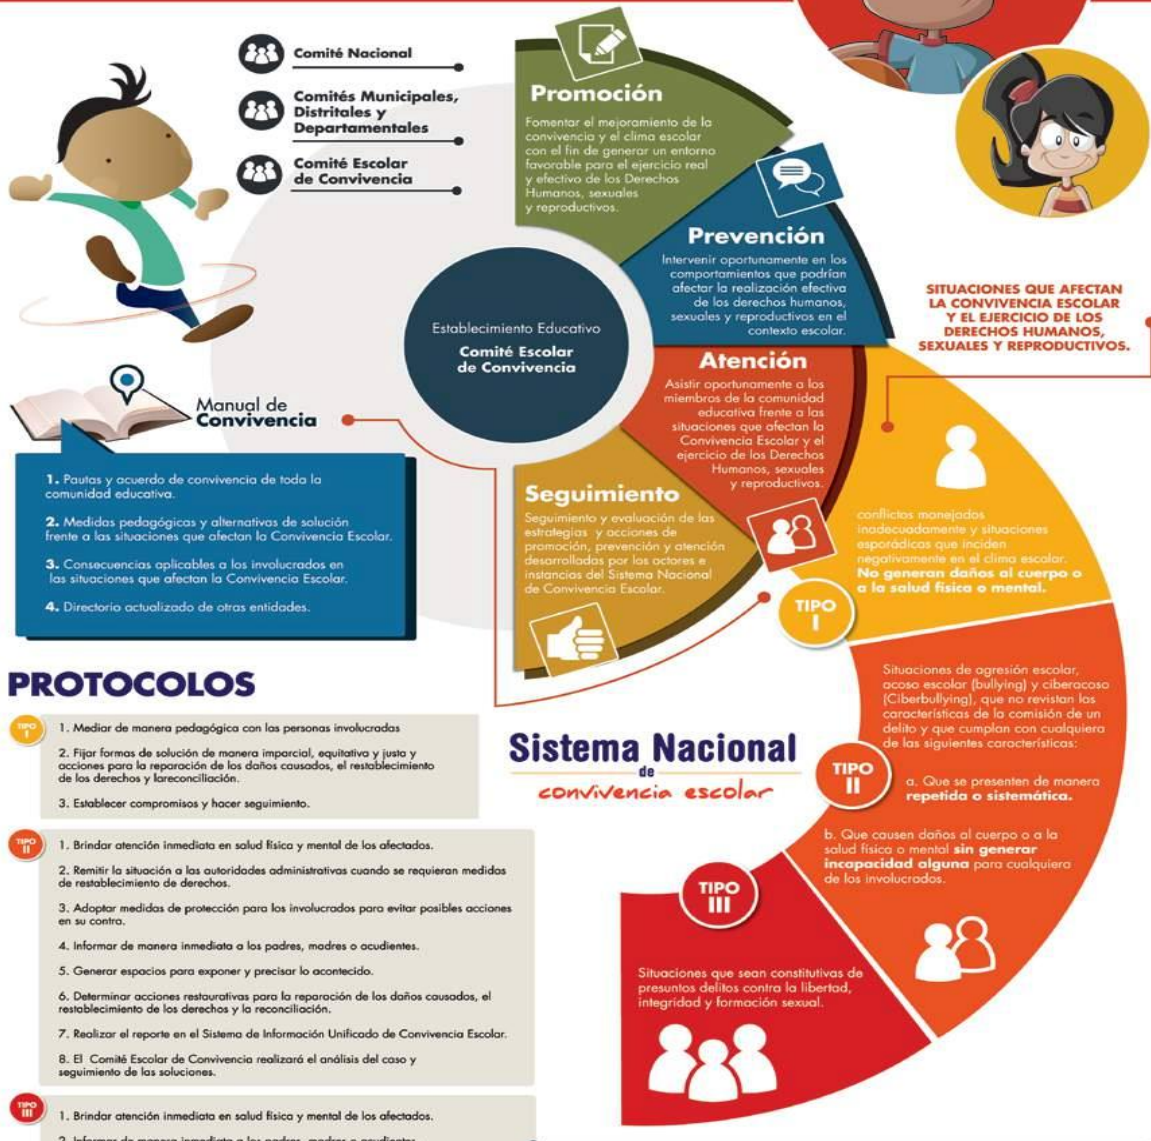 Comité Nacional
Comités Municipales,
Distritales y
Departamentales
Comité Escolar
de Convivencia
Promoción
Fomentar el mejoramiento de la
convivencia y el clima escolar
con el fin de generar un entorno
favorable para el ejercicio real
y efectivo de los Derechos
Humanos, sexuales
y reproductivos.
Prevención
Intervenir oportunamente en los
comportamientos que podrían
afectar la realización efectiva
de los derechos humanos,
sexuales y reproductivos en el
contexto escolar.
Establecimiento Educativo
Comité Escolar
de Convivencia
Atención
Asistir oportunamente a los
miembros de la comunidad
educativa frente a las
situaciones que afectan la
Convivencia Escolar y el
ejercicio de los Derechos
Humanos, sexuales
y reproductivos.
Seguimiento
Seguimiento y evaluación de las
estrategias y acciones de
promoción, prevención y atención
desarrolladas por los actores e
instancias del Sistema Nacional
de Convivencia Escolar.
SITUACIONES QUE AFECTAN
LA CONVIVENCIA ESCOLAR
Y EL EJERCICIO DE LOS
DERECHOS HUMANOS,
SEXUALES Y REPRODUCTIVOS.
Manual de
Convivencia
1. Pautas y acuerdo de convivencia de toda la
comunidad educativa.
2. Medidas pedagógicas y alternativas de solución
frente a las situaciones que afectan la Convivencia Escolar.
3. Consecuencias aplicables a los involucrados en
las situaciones que afectan la Convivencia Escolar.
4. Directorio actualizado de otras entidades.
TIPO
I
conflictos manejados
inadecuadamente y situaciones
esporádicas que inciden
negativamente en el clima escolar.
No generan daños al cuerpo o
a la salud física o mental.
TIPO
II
Situaciones de agresión escolar,
acoso escolar (bullying) y ciberacoso
(Ciberbullying), que no revistan las
características de la comisión de un
delito y que cumplan con cualquiera
de las siguientes características:
a. Que se presenten de manera
repetida o sistemática.
b. Que causen daños al cuerpo o a la
salud física o mental sin generar
incapacidad alguna para cualquiera
de los involucrados.
TIPO
III
Situaciones que sean constitutivas de
presuntos delitos contra la libertad,
integridad y formación sexual.
Sistema Nacional
de
convivencia escolar
PROTOCOLOS
TIPO
I
1. Mediar de manera pedagógica con las personas involucradas
2. Fijar formas de solución de manera imparcial, equitativa y justa y
acciones para la reparación de los daños causados, el restablecimiento
de los derechos y lareconciliación.
3. Establecer compromisos y hacer seguimiento.
TIPO
II
1. Brindar atención inmediata en salud física y mental de los afectados.
2. Remitir la situación a las autoridades administrativas cuando se requieran medidas
de restablecimiento de derechos.
3. Adoptar medidas de protección para los involucrados para evitar posibles acciones
en su contra.
4. Informar de manera inmediata a los padres, madres o acudientes.
5. Generar espacios para exponer y precisar lo acontecido.
6. Determinar acciones restaurativas para la reparación de los daños causados, el
restablecimiento de los derechos y la reconciliación.
7. Realizar el reporte en el Sistema de Información Unificado de Convivencia Escolar.
8. El Comité Escolar de Convivencia realizará el análisis del caso y
seguimiento de las soluciones.
TIPO
III
1. Brindar atención inmediata en salud física y mental de los afectados.
2. Informar de manera inmediata a los padres, madres o acudientes.